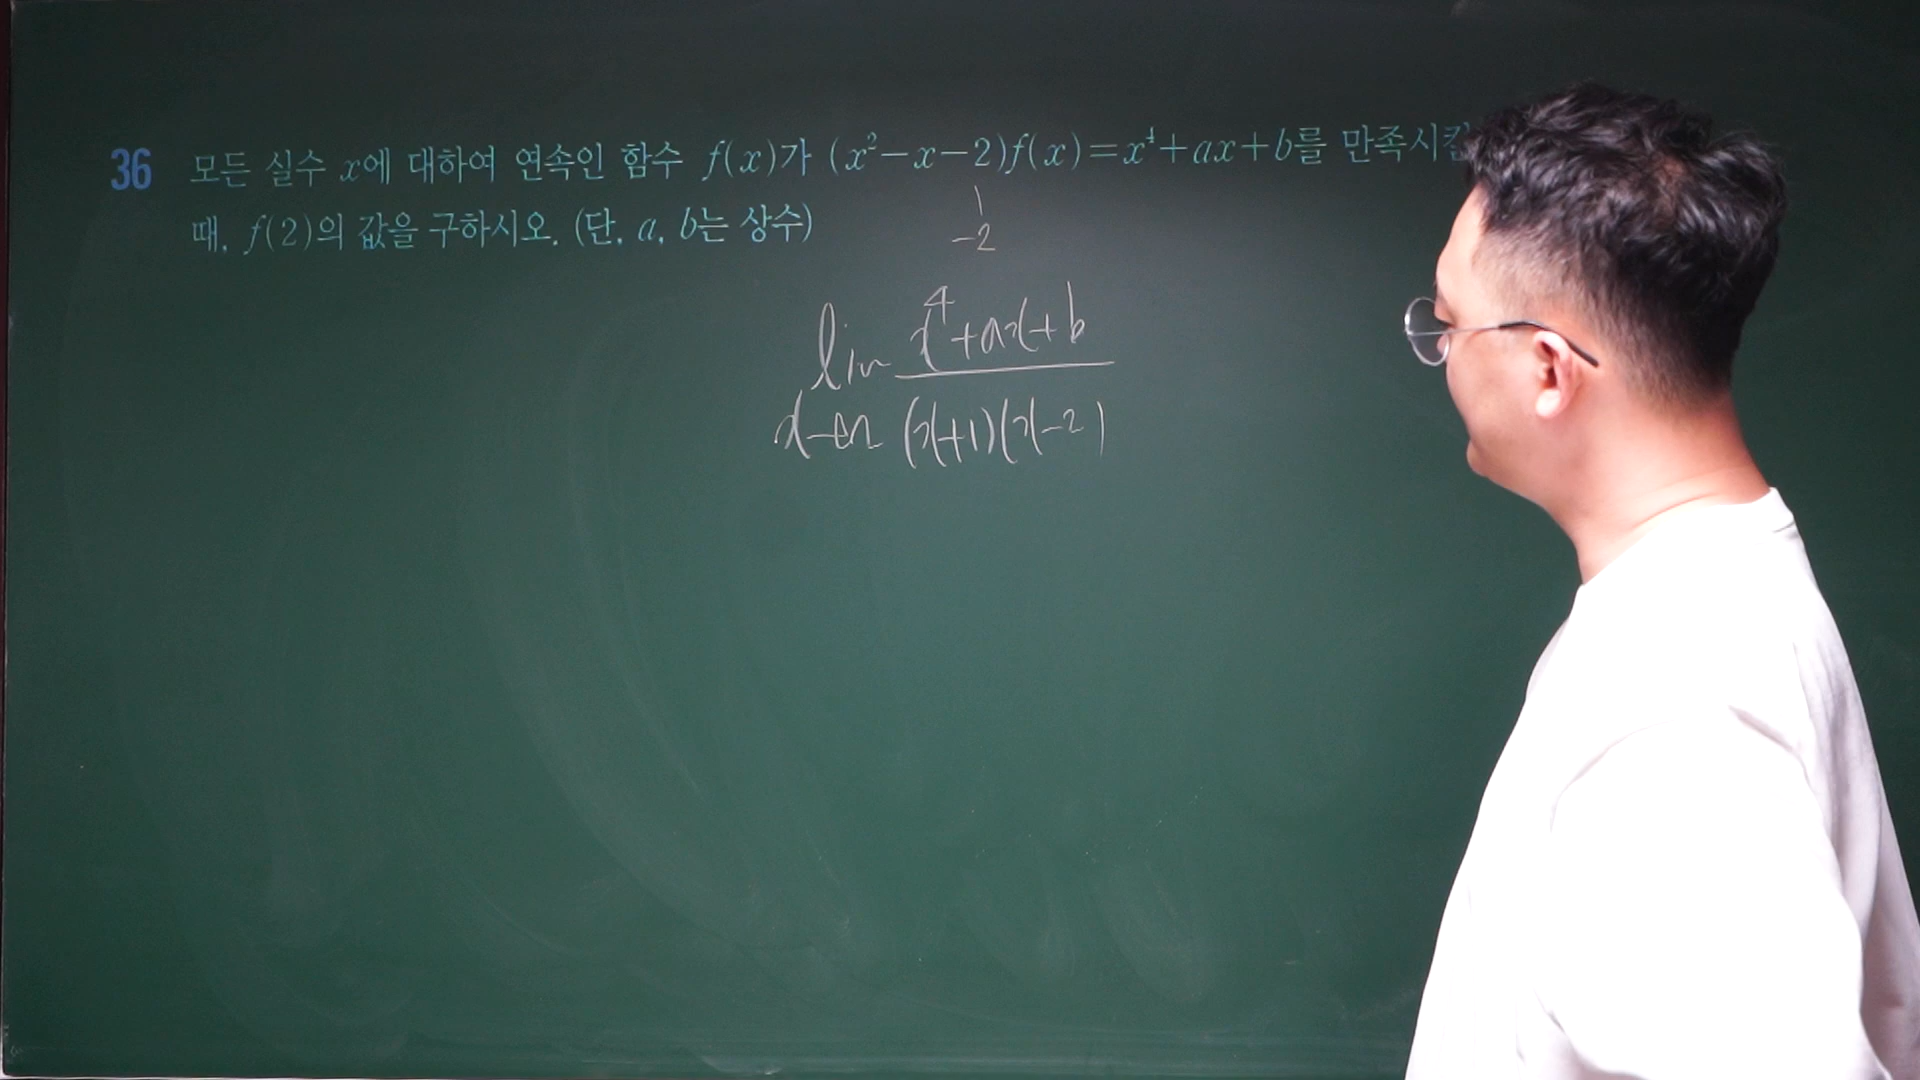 36 모든 실수 x에 대하여 연속인 함수 f(x)가 (x²-x-2)f(x)=x⁴+ax+b를 만족시킬
때, f(2)의 값을 구하시오. (단, a, b는 상수)
1
-2
lim x⁴+ax+b
(x+1)(x-2)